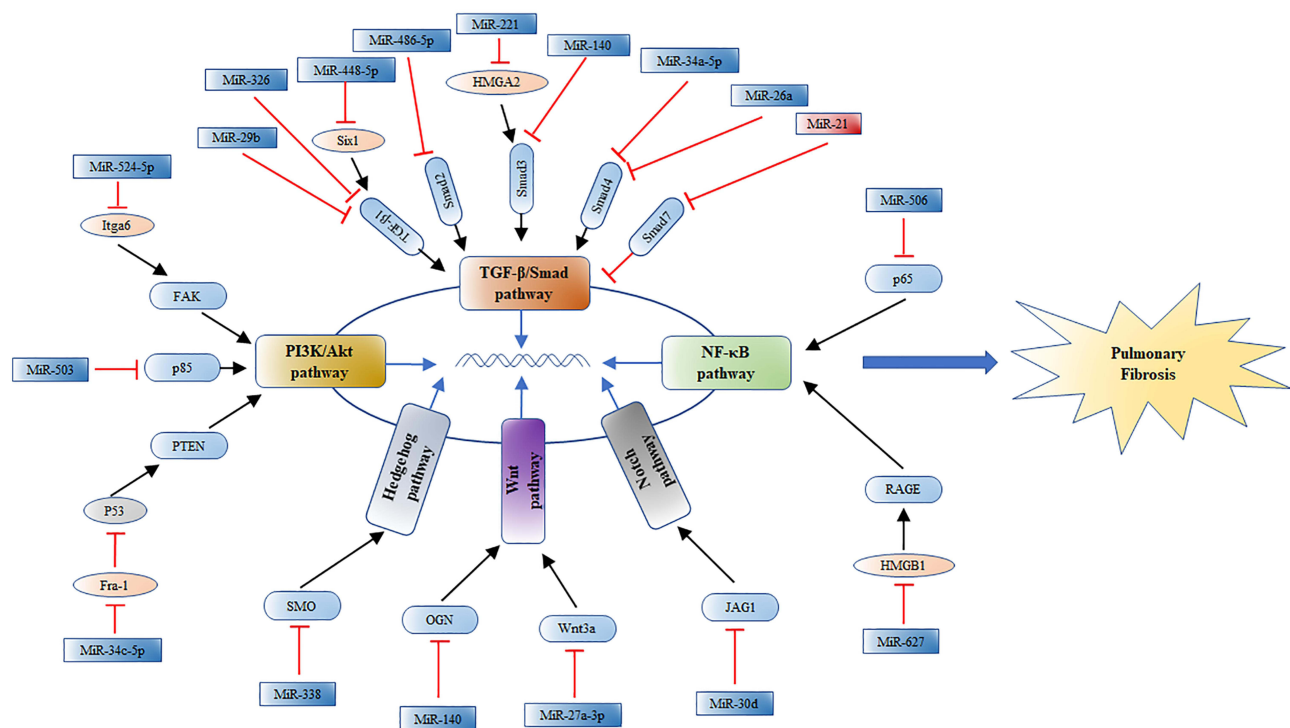 MiR-221
MiR-486-5p
MiR-140
MiR-448-5p
MiR-34a-5p
MiR-326
HMGA2
MiR-26a
MiR-21
MiR-29b
Six1
MiR-524-5p
Smad2
Smad3
Smad4
MiR-506
Itga6
TGF-β1
Smad7
TGF-β/Smad
pathway
p65
FAK
PI3K/Akt
pathway
NF-κB
pathway
Pulmonary
Fibrosis
MiR-503
p85
PTEN
Hedgehog
pathway
Wnt
pathway
Notch
pathway
RAGE
P53
HMGB1
Fra-1
SMO
OGN
Wnt3a
JAG1
MiR-34c-5p
MiR-627
MiR-338
MiR-140
MiR-27a-3p
MiR-30d